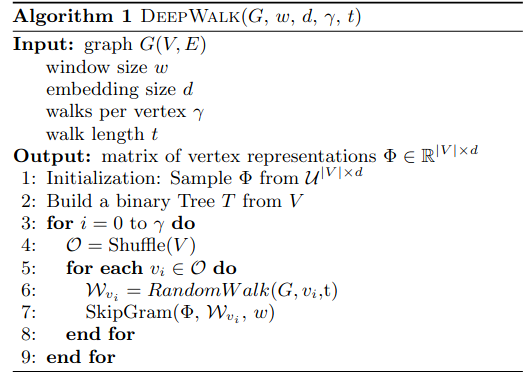 Algorithm 1 DEEPWALK(G, w, d, γ, t)
Input: graph G(V, E)
window size w
embedding size d
walks per vertex γ
walk length t
Output: matrix of vertex representations Φ ∈ ℝ^{|V|×d}
1: Initialization: Sample Φ from 𝒰^{|V|×d}
2: Build a binary Tree T from V
3: for i = 0 to γ do
4: 𝒪 = Shuffle(V)
5: for each v_i ∈ 𝒪 do
6: 𝒲_{v_i} = RandomWalk(G, v_i,t)
7: SkipGram(Φ, 𝒲_{v_i}, w)
8: end for
9: end for